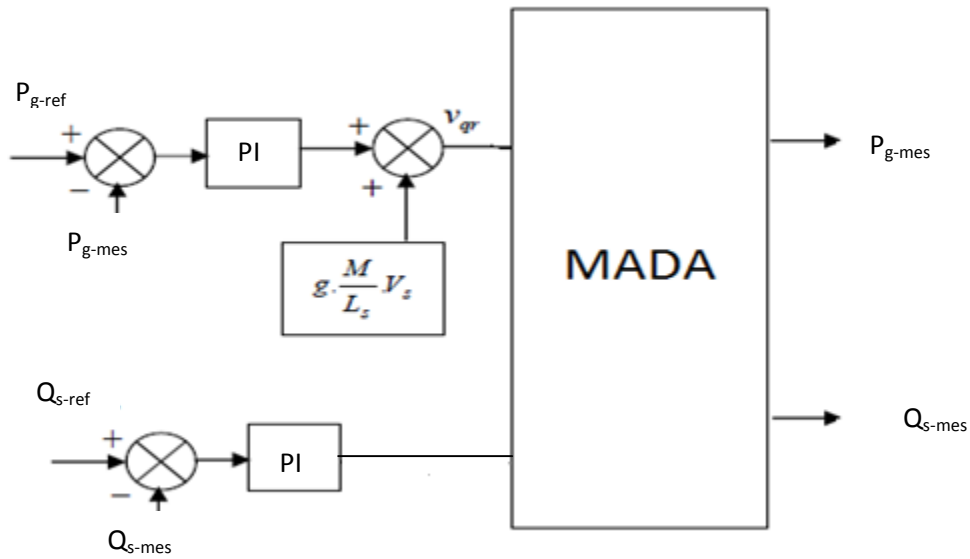 P_g-ref
+
−
P_g-mes
PI
+
+
v_qr
g. M/L_s .V_s
MADA
P_g-mes
Q_s-ref
+
−
Q_s-mes
PI
Q_s-mes